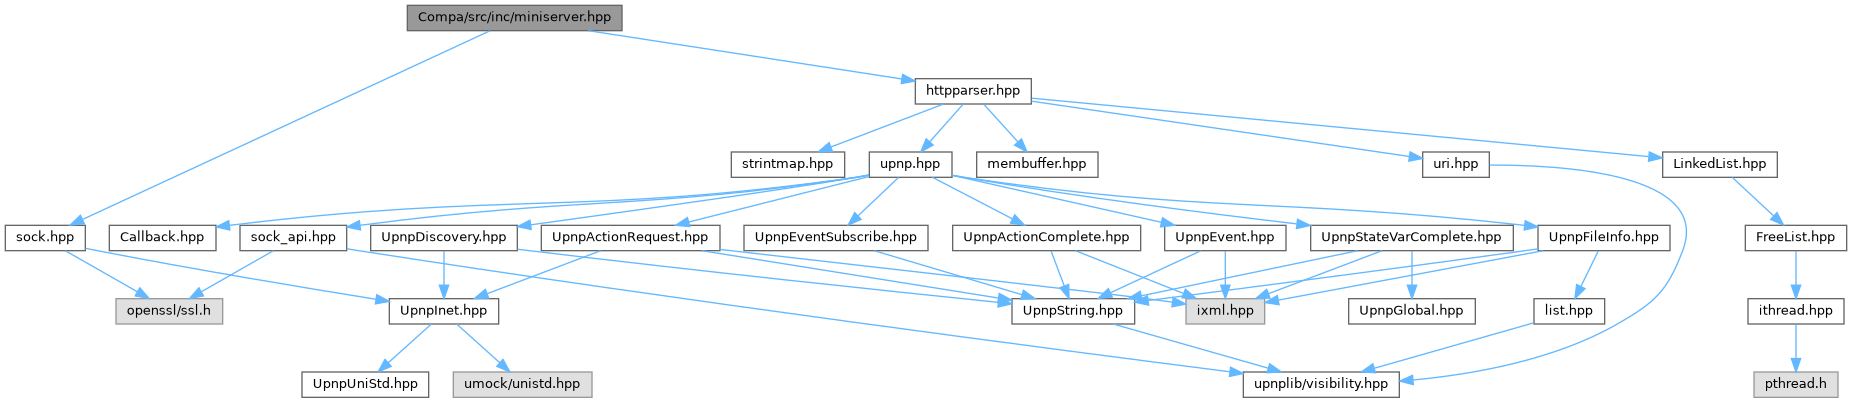 Compa/src/inc/miniserver.hpp
httpparser.hpp
strintmap.hpp
upnp.hpp
membuffer.hpp
uri.hpp
LinkedList.hpp
sock.hpp
Callback.hpp
sock_api.hpp
UpnpDiscovery.hpp
UpnpActionRequest.hpp
UpnpEventSubscribe.hpp
UpnpActionComplete.hpp
UpnpEvent.hpp
UpnpStateVarComplete.hpp
UpnpFileInfo.hpp
FreeList.hpp
openssl/ssl.h
UpnpInet.hpp
UpnpString.hpp
ixml.hpp
UpnpGlobal.hpp
list.hpp
ithread.hpp
UpnpUniStd.hpp
umock/unistd.hpp
upnplib/visibility.hpp
pthread.h